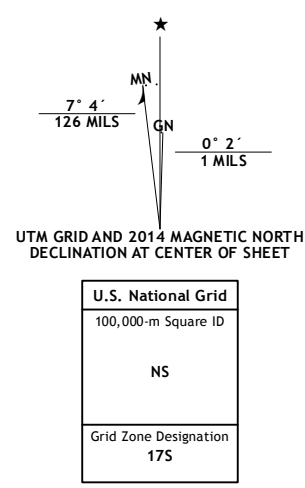 ★
MN
7° 4´
126 MILS
GN
0° 2´
1 MILS
UTM GRID AND 2014 MAGNETIC NORTH
DECLINATION AT CENTER OF SHEET
U.S. National Grid
100,000-m Square ID
NS
Grid Zone Designation
17S